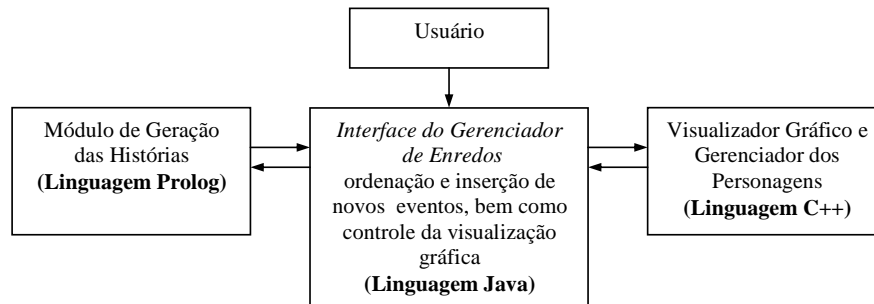 Usuário
Módulo de Geração
das Histórias
(Linguagem Prolog)
Interface do Gerenciador
de Enredos
ordenação e inserção de
novos eventos, bem como
controle da visualização
gráfica
(Linguagem Java)
Visualizador Gráfico e
Gerenciador dos
Personagens
(Linguagem C++)